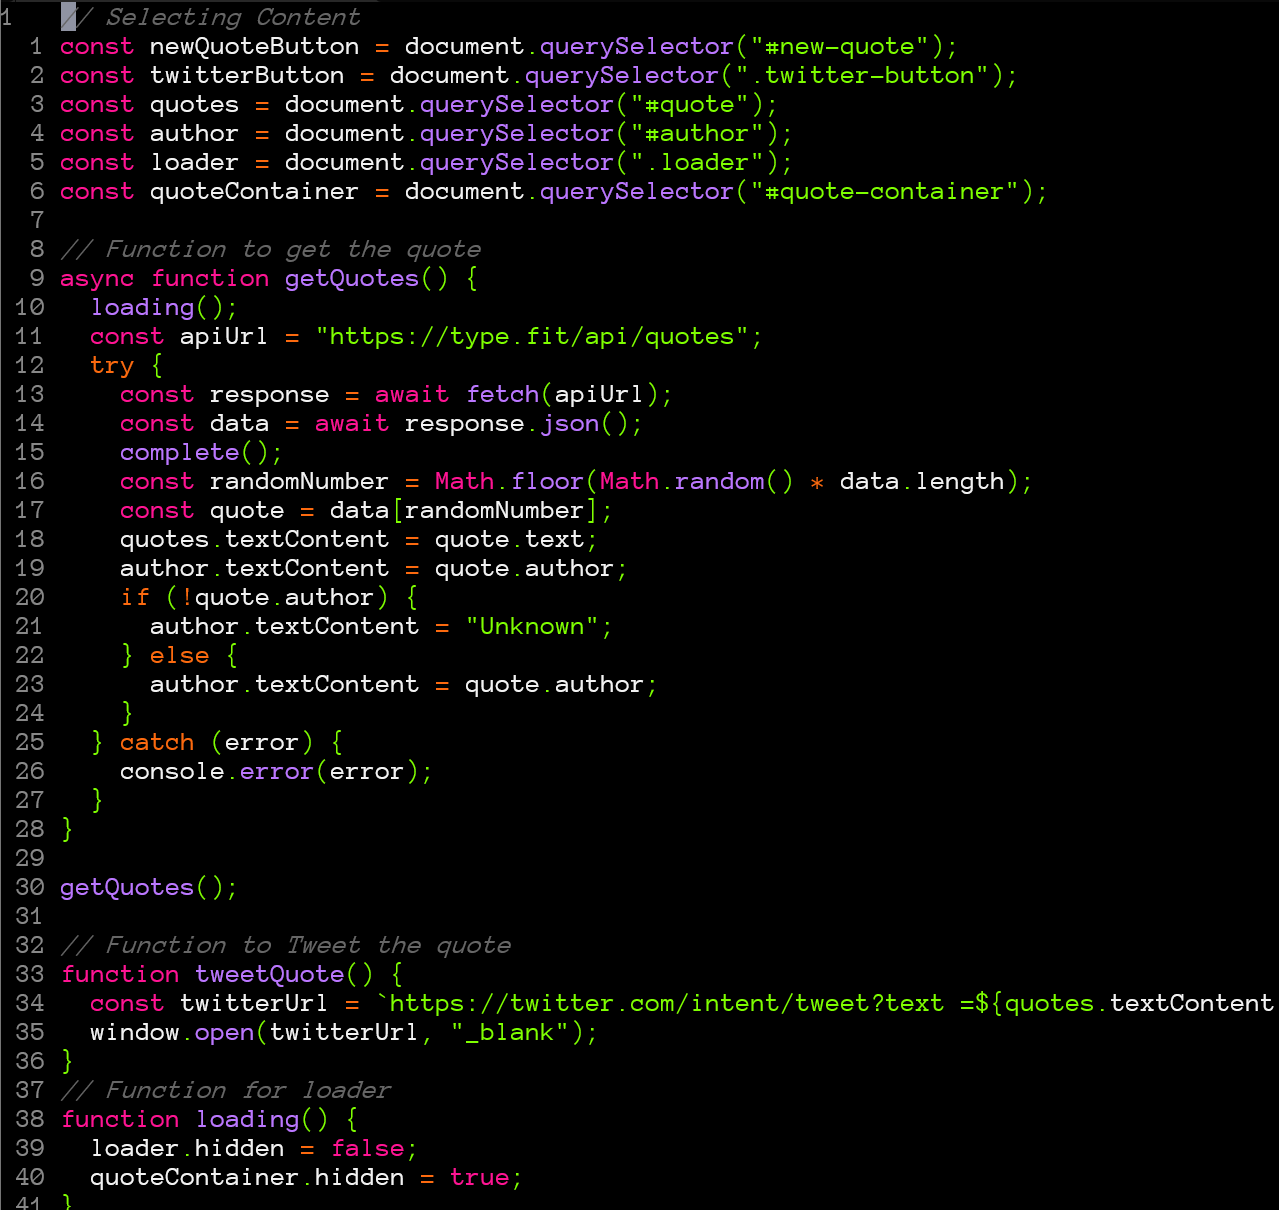 1 // Selecting Content
1 const newQuoteButton = document.querySelector("#new-quote");
2 const twitterButton = document.querySelector(".twitter-button");
3 const quotes = document.querySelector("#quote");
4 const author = document.querySelector("#author");
5 const loader = document.querySelector(".loader");
6 const quoteContainer = document.querySelector("#quote-container");
7
8 // Function to get the quote
9 async function getQuotes() {
10   loading();
11   const apiUrl = "https://type.fit/api/quotes";
12   try {
13     const response = await fetch(apiUrl);
14     const data = await response.json();
15     complete();
16     const randomNumber = Math.floor(Math.random() * data.length);
17     const quote = data[randomNumber];
18     quotes.textContent = quote.text;
19     author.textContent = quote.author;
20     if (!quote.author) {
21       author.textContent = "Unknown";
22     } else {
23       author.textContent = quote.author;
24     }
25   } catch (error) {
26     console.error(error);
27   }
28 }
29
30 getQuotes();
31
32 // Function to Tweet the quote
33 function tweetQuote() {
34   const twitterUrl = `https://twitter.com/intent/tweet?text =${quotes.textContent
35   window.open(twitterUrl, "_blank");
36 }
37 // Function for loader
38 function loading() {
39   loader.hidden = false;
40   quoteContainer.hidden = true;
41 }